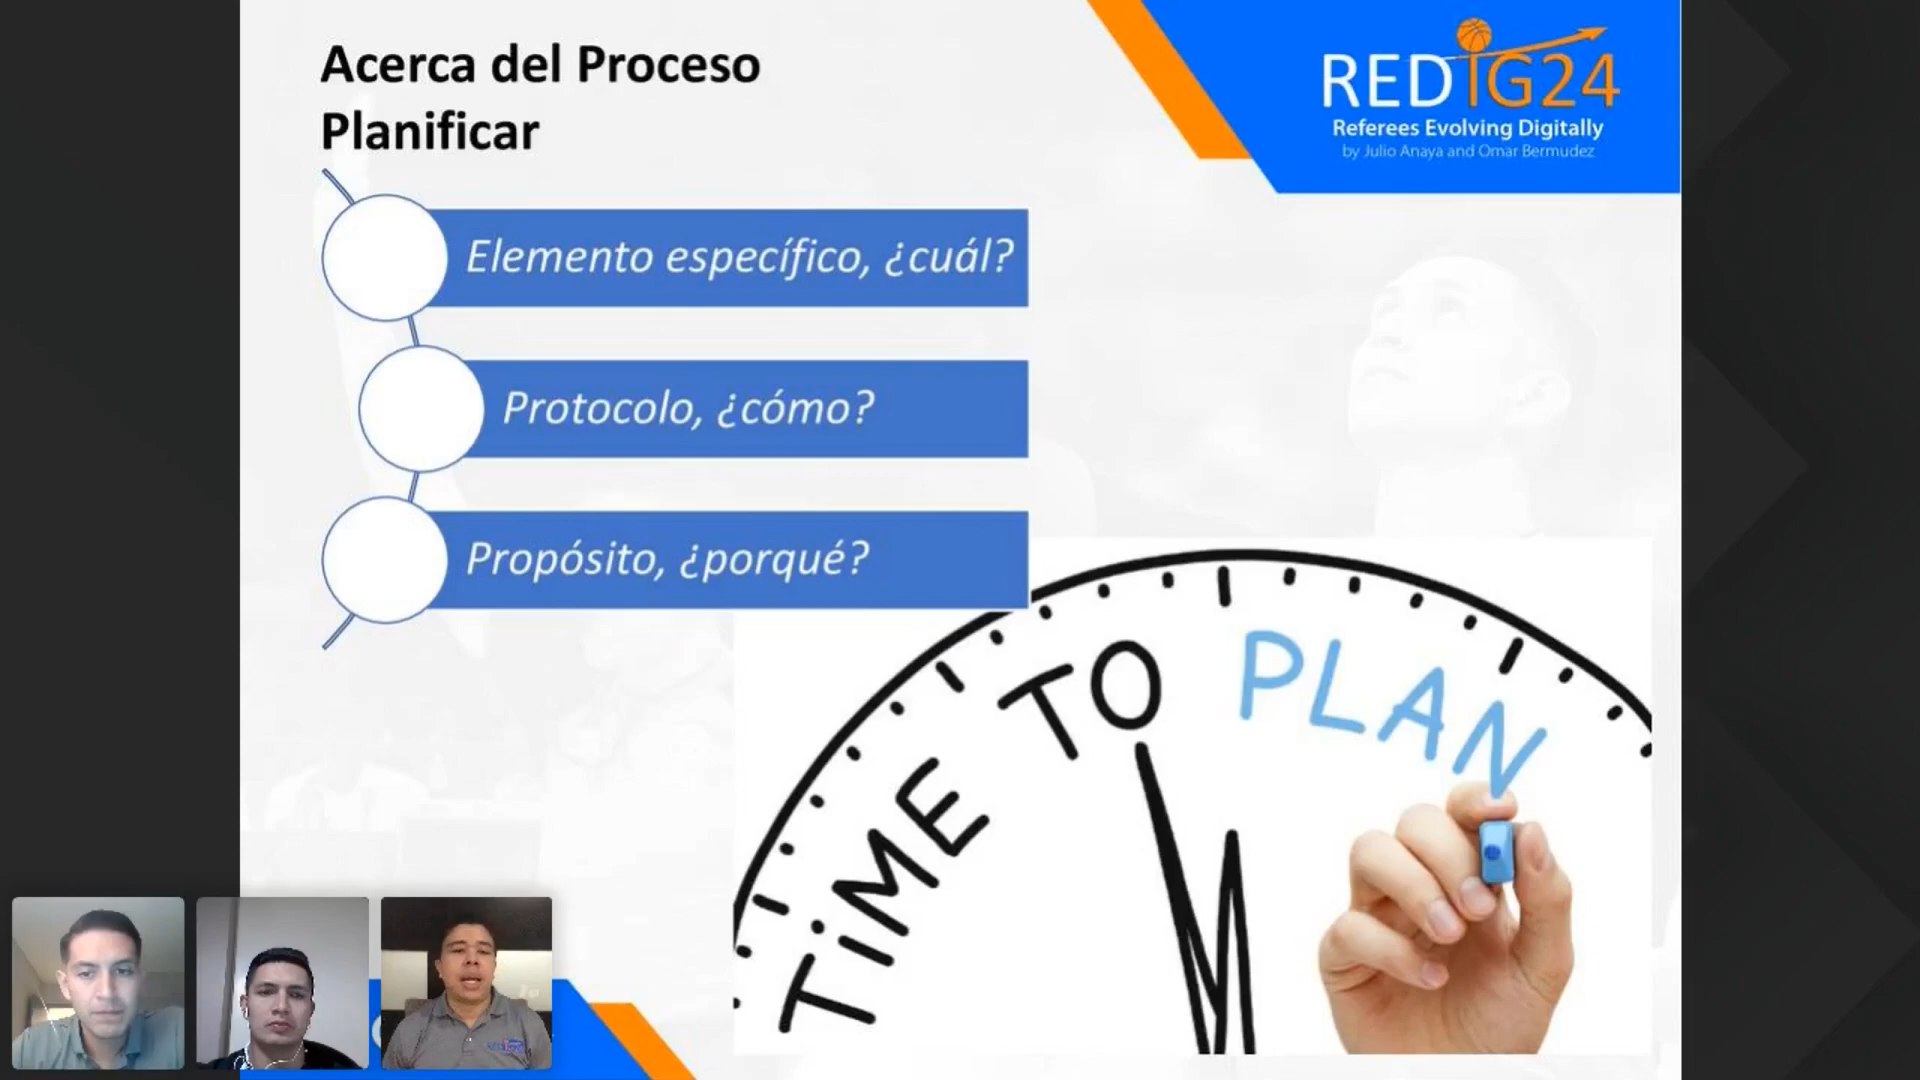 Acerca del Proceso
Planificar
REDIG24
Referees Evolving Digitally
by Julio Anaya and Omar Bermudez
Elemento específico, ¿cuál?
Protocolo, ¿cómo?
Propósito, ¿porqué?
TiME TO PLAN